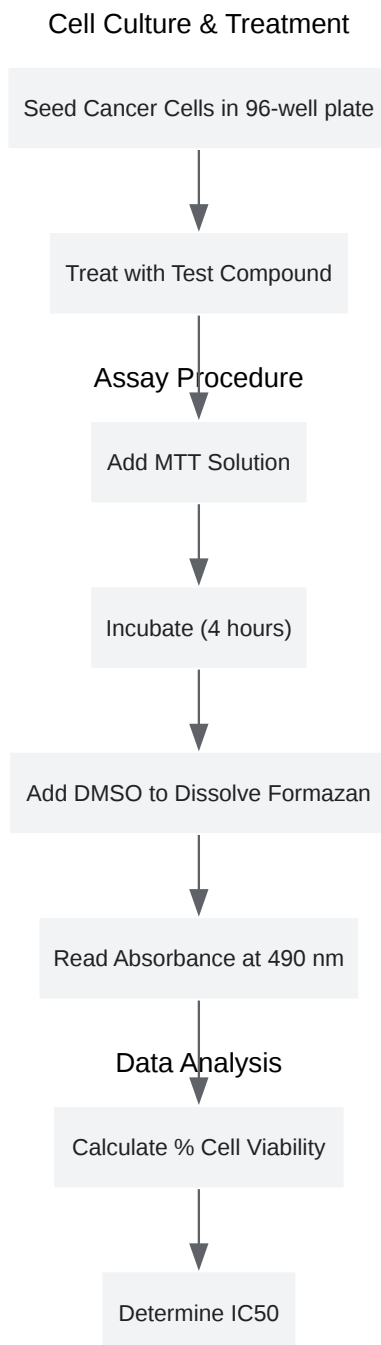 Cell Culture & Treatment
Seed Cancer Cells in 96-well plate
Treat with Test Compound
Assay Procedure
Add MTT Solution
Incubate (4 hours)
Add DMSO to Dissolve Formazan
Read Absorbance at 490 nm
Data Analysis
Calculate % Cell Viability
Determine IC50